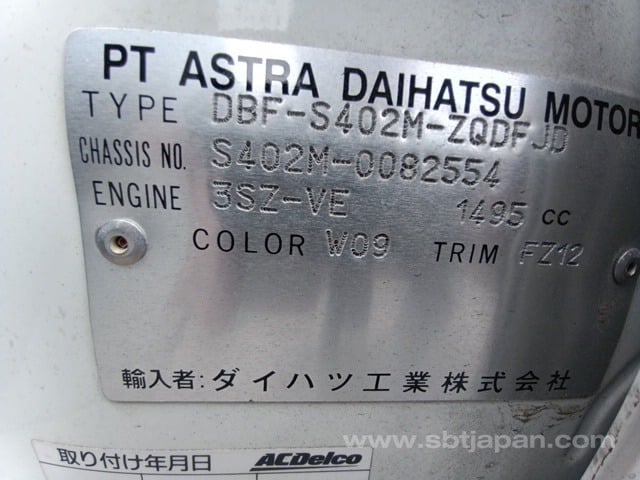 PT ASTRA DAIHATSU MOTOR
TYPE DBF-S402M-ZQDFJD
CHASSIS NO. S402M-0082554
ENGINE 3SZ-VE 1495 cc
COLOR W09 TRIM FZ12
輸入者: ダイハツ工業株式会社
www.sbtjapan.com
取り付け年月日 ACDelco